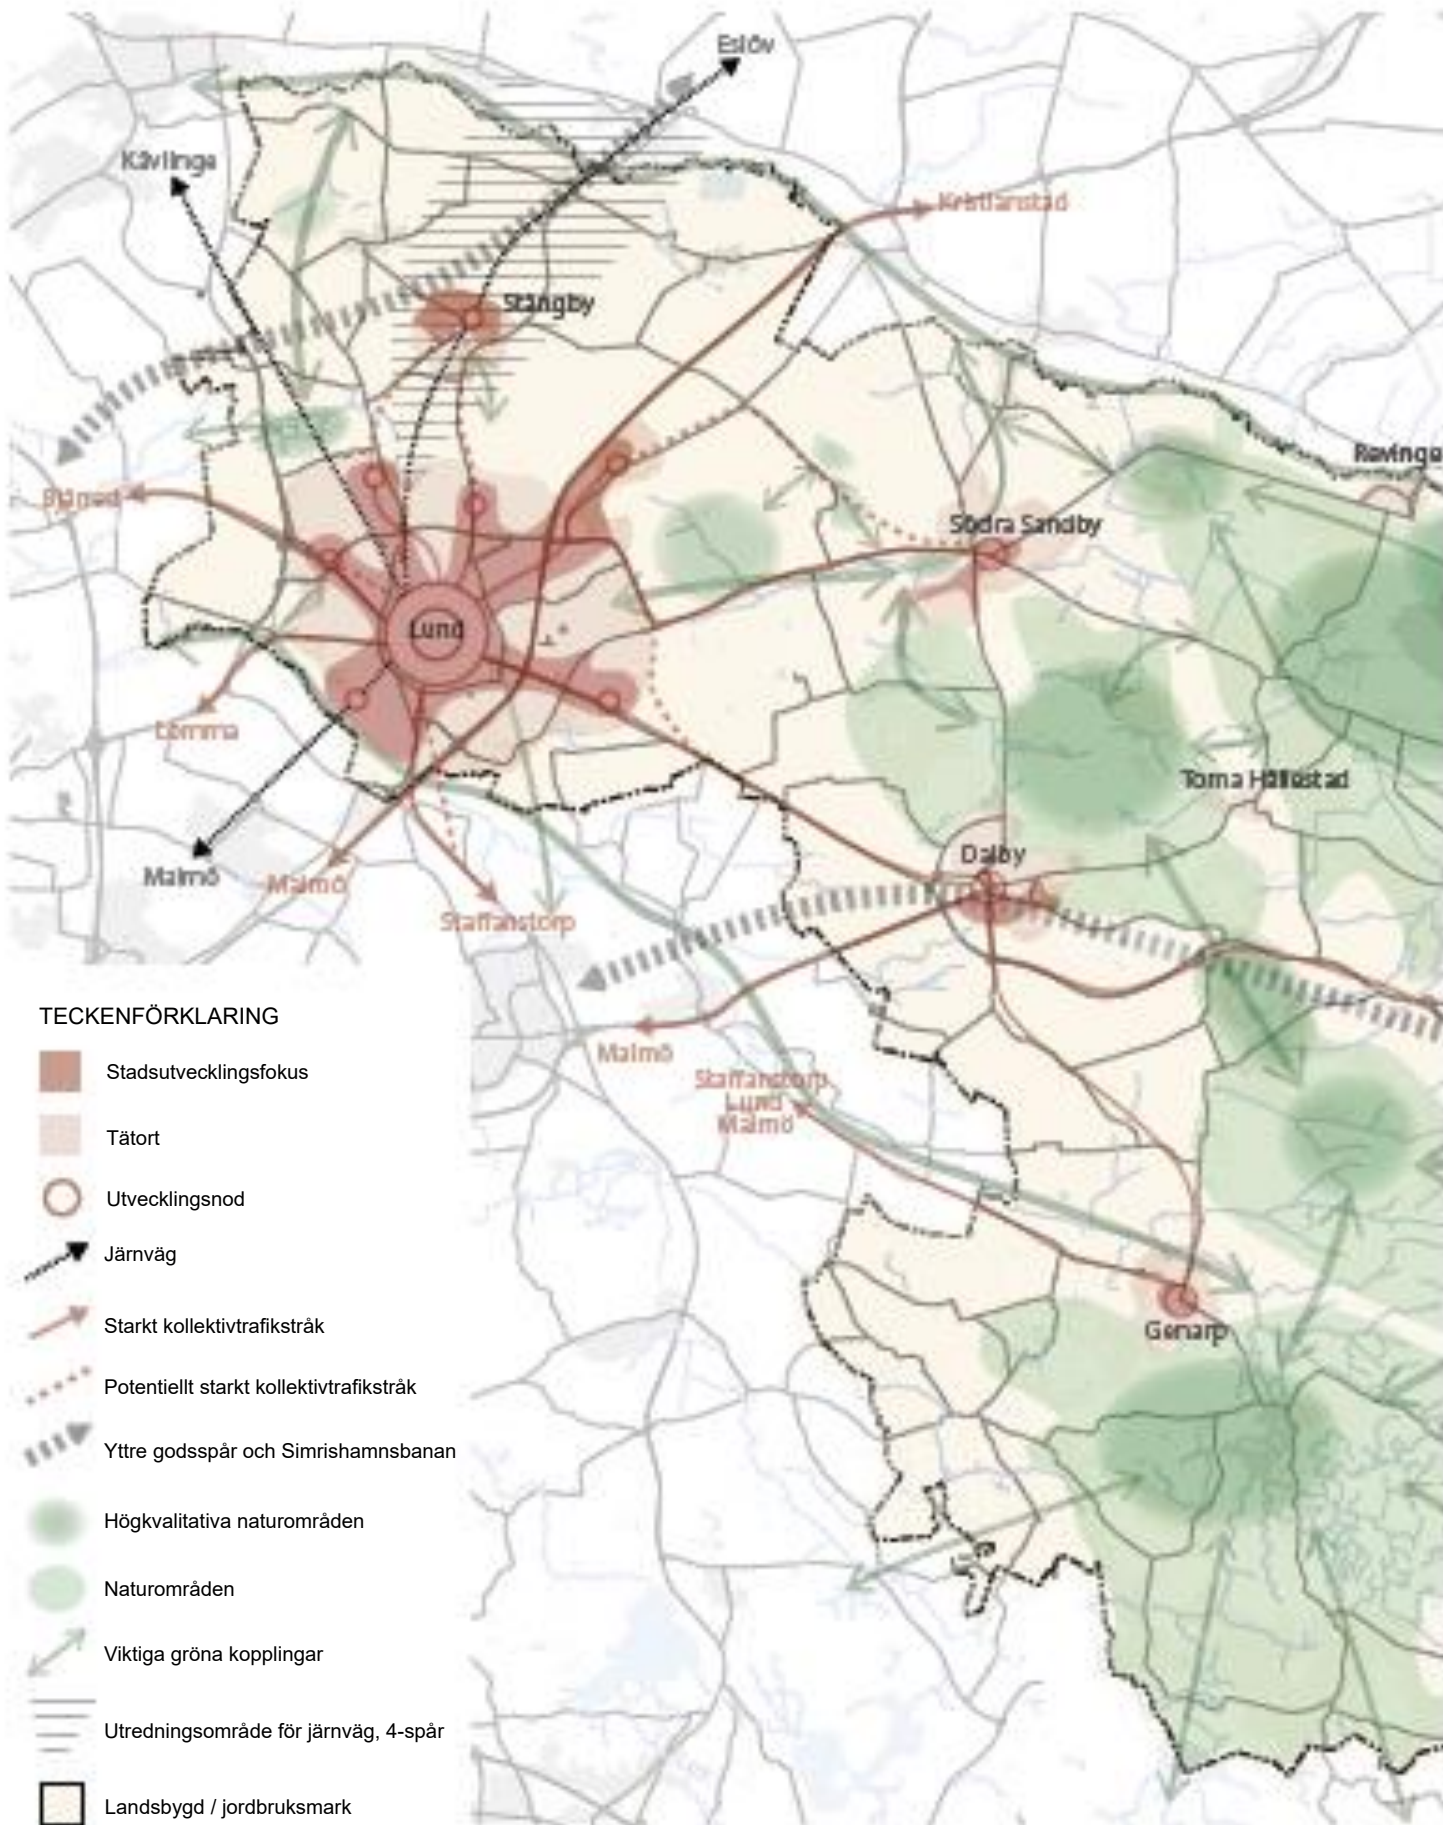 Eslöv
Kävlinge
Kristianstad
Stångby
Revinge
Bjärred
Södra Sandby
Lund
Lomma
Torna Hällestad
Dalby
Malmö
Malmö
Staffanstorp
Malmö
Staffanstorp
Lund
Malmö
Genarp
TECKENFÖRKLARING
Stadsutvecklingsfokus
Tätort
Utvecklingsnod
Järnväg
Starkt kollektivtrafikstråk
Potentiellt starkt kollektivtrafikstråk
Yttre godsspår och Simrishamnsbanan
Högkvalitativa naturområden
Naturområden
Viktiga gröna kopplingar
Utredningsområde för järnväg, 4-spår
Landsbygd / jordbruksmark